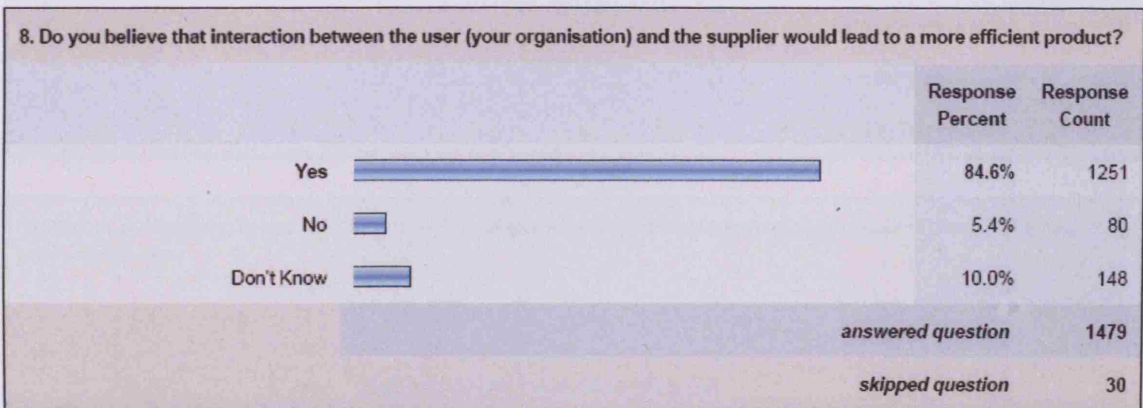 8. Do you believe that interaction between the user (your organisation) and the supplier would lead to a more efficient product?
Response Percent Response Count
Yes 84.6% 1251
No 5.4% 80
Don't Know 10.0% 148
answered question 1479
skipped question 30